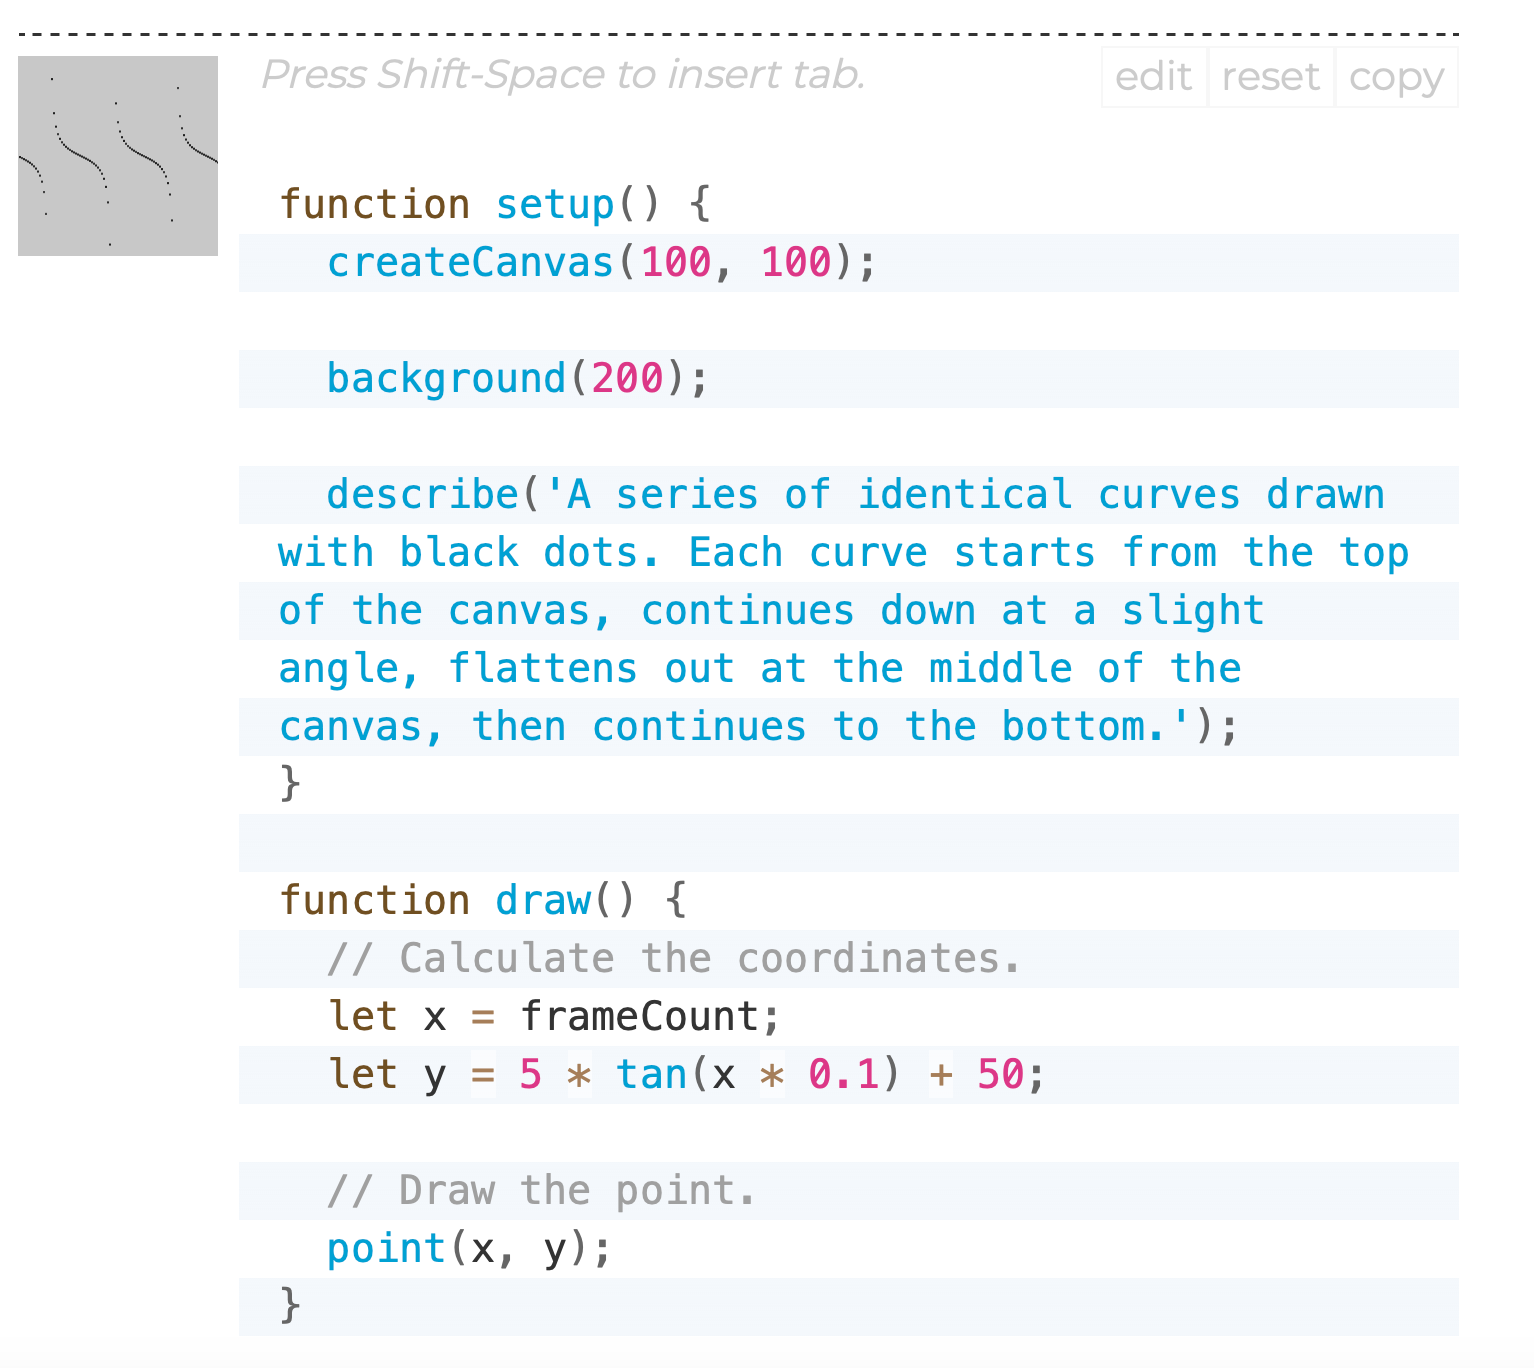 Press Shift-Space to insert tab.
edit reset copy
function setup() {
  createCanvas(100, 100);
  background(200);
  describe('A series of identical curves drawn
with black dots. Each curve starts from the top
of the canvas, continues down at a slight
angle, flattens out at the middle of the
canvas, then continues to the bottom.');
}
function draw() {
  // Calculate the coordinates.
  let x = frameCount;
  let y = 5 * tan(x * 0.1) + 50;
  // Draw the point.
  point(x, y);
}